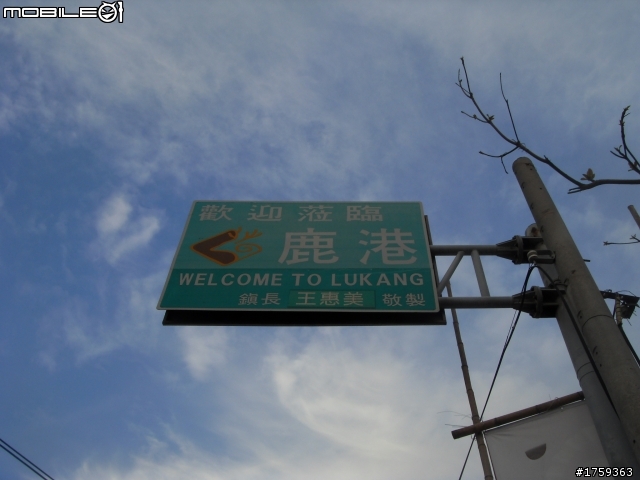 MOBILE01
歡迎蒞臨
鹿港
WELCOME TO LUKANG
鎮長 王惠美 敬製
#1759363